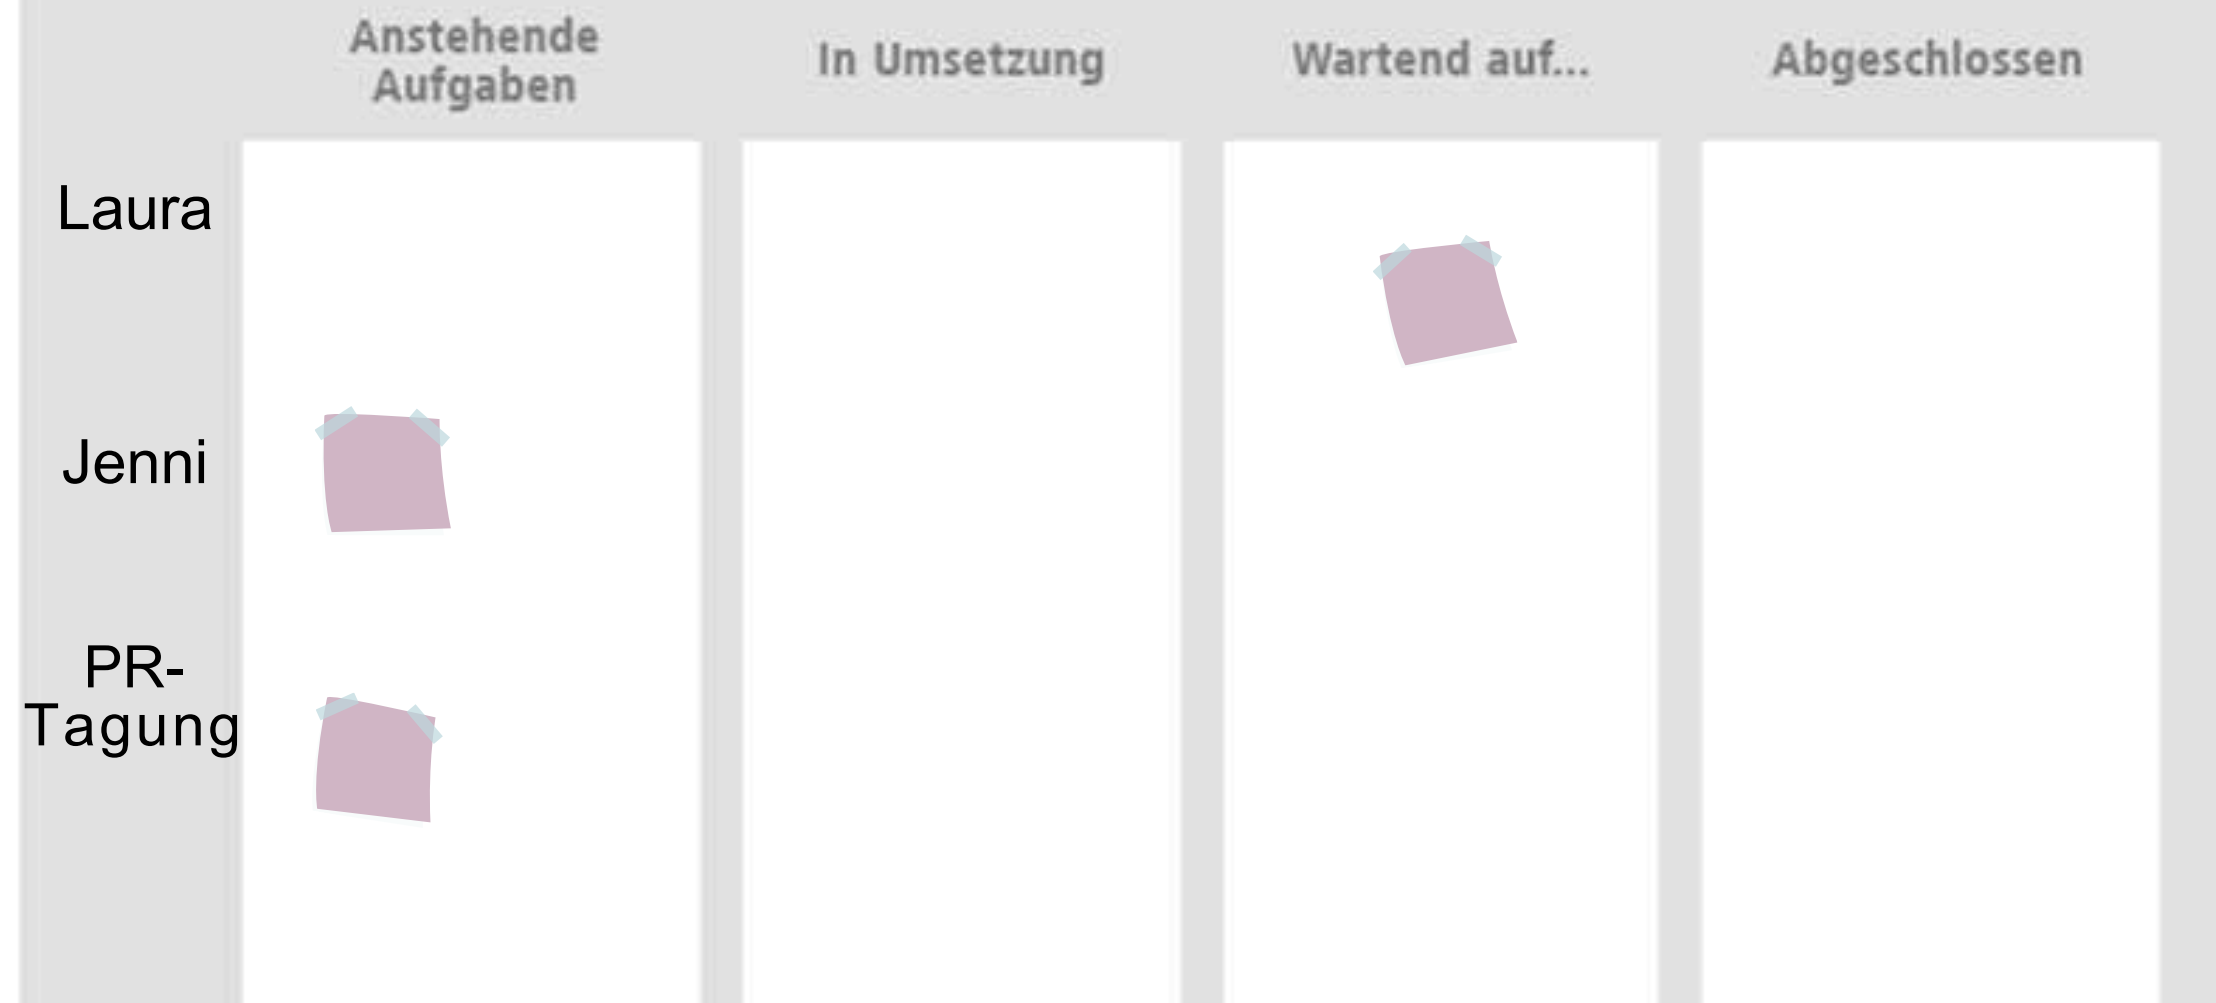 Anstehende
Aufgaben
In Umsetzung
Wartend auf...
Abgeschlossen
Laura
Jenni
PR-
Tagung